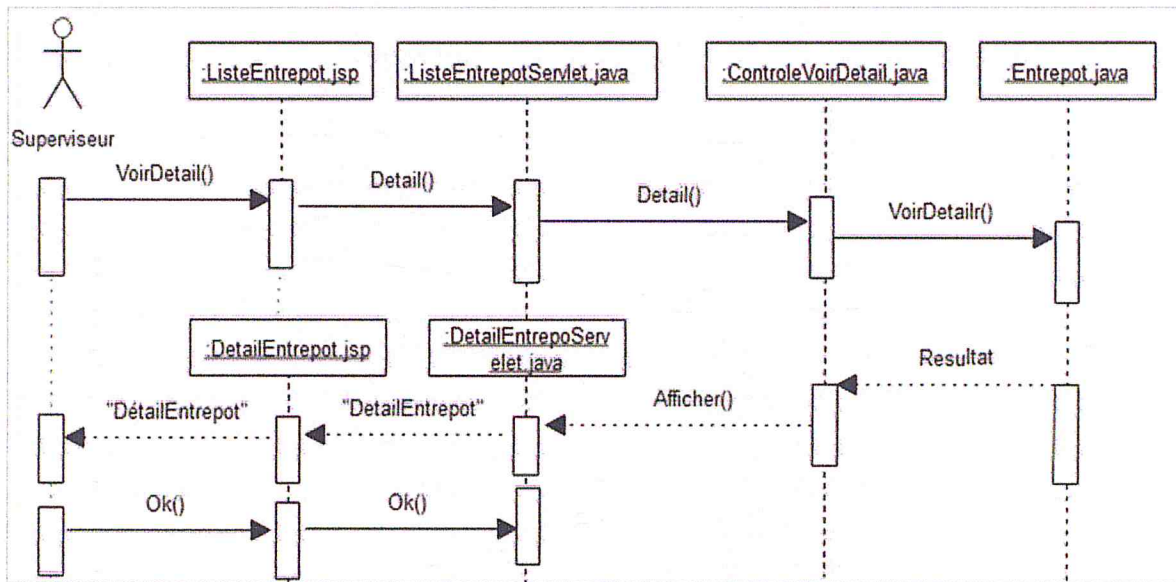 :ListeEntrepot.jsp
:ListeEntrepotServlet.java
:ControleVoirDetail.java
:Entrepot.java
Superviseur
VoirDetail()
Detail()
Detail()
VoirDetailr()
:DetailEntrepot.jsp
:DetailEntrepoServ
elet.java
Resultat
Afficher()
"DetailEntrepot"
"DétailEntrepot"
Ok()
Ok()